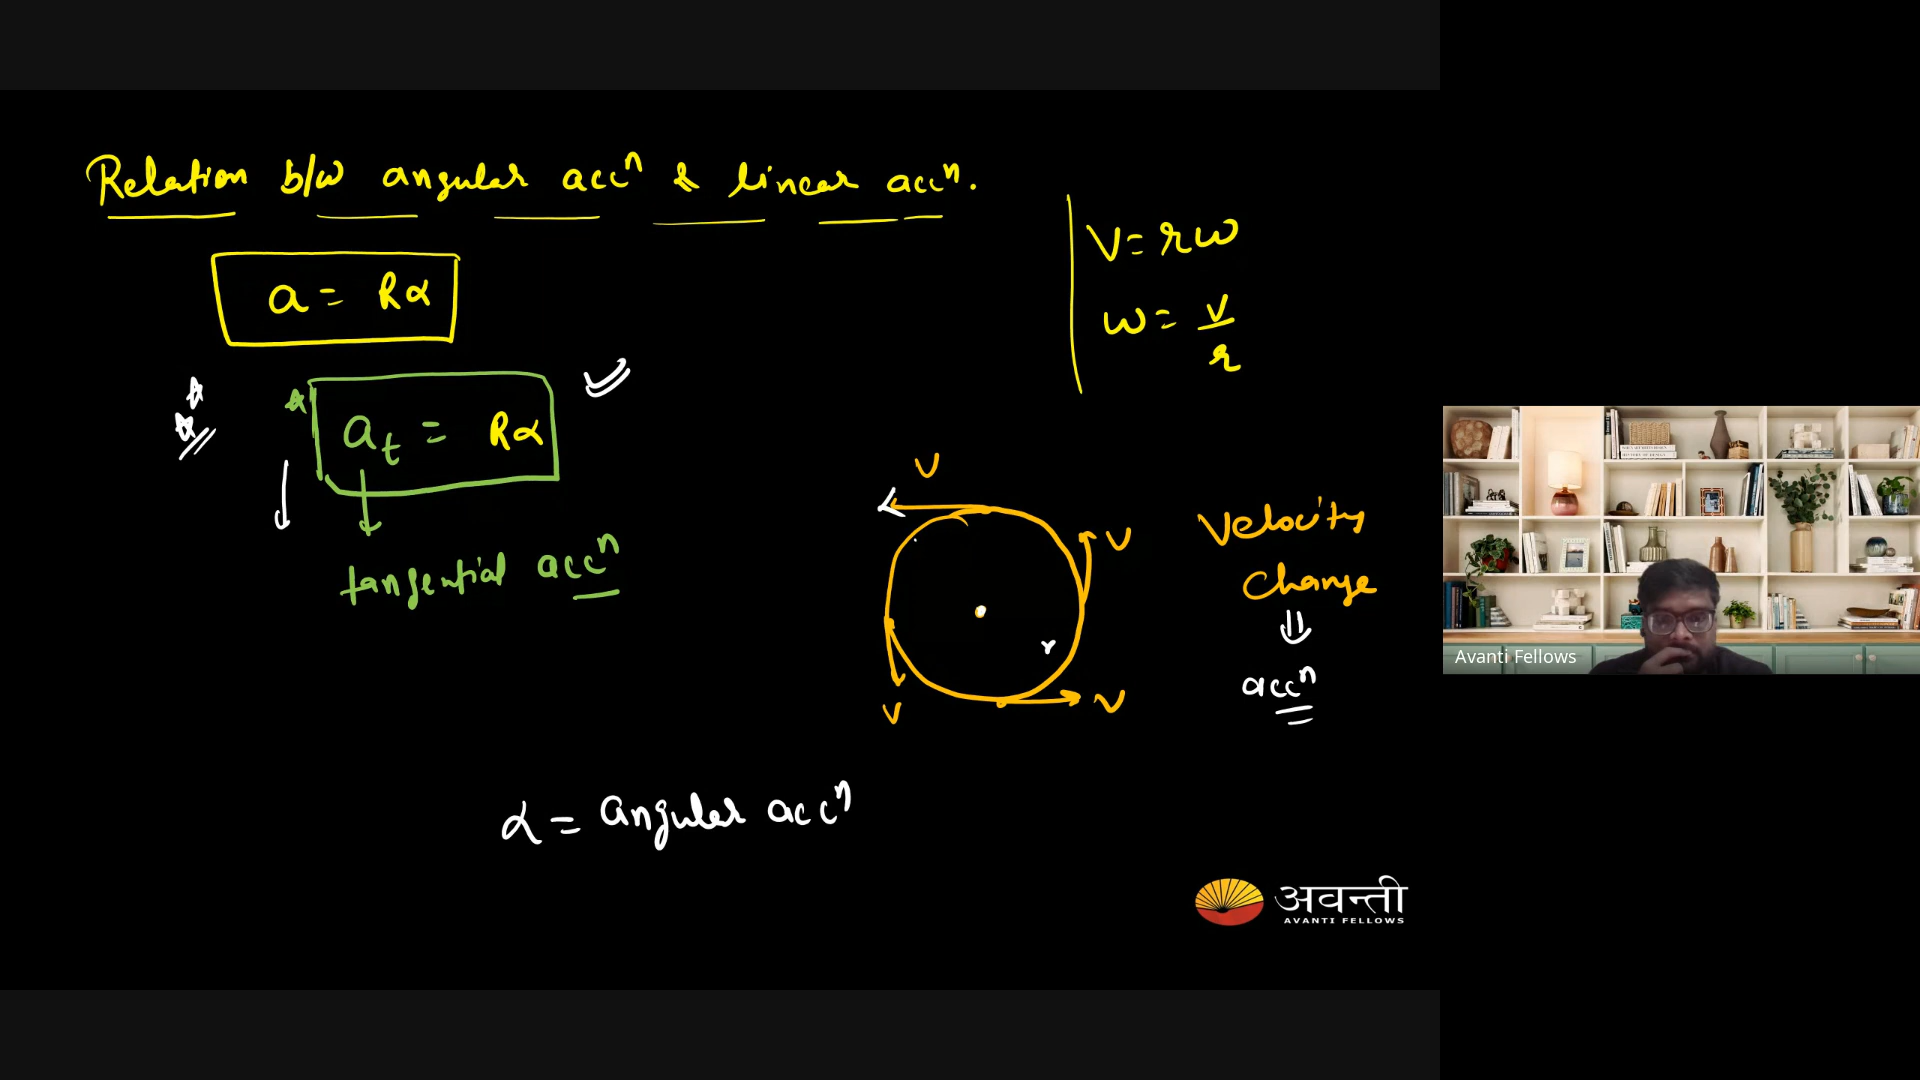 Relation b/w angular accⁿ & linear accⁿ.
a = Rα
V = rω
ω = v/r
aₜ = Rα
tangential accⁿ
V
V
V
V
r
Velocity
Change
⇓
accⁿ
α = angular accⁿ
अवन्ती
AVANTI FELLOWS
Avanti Fellows